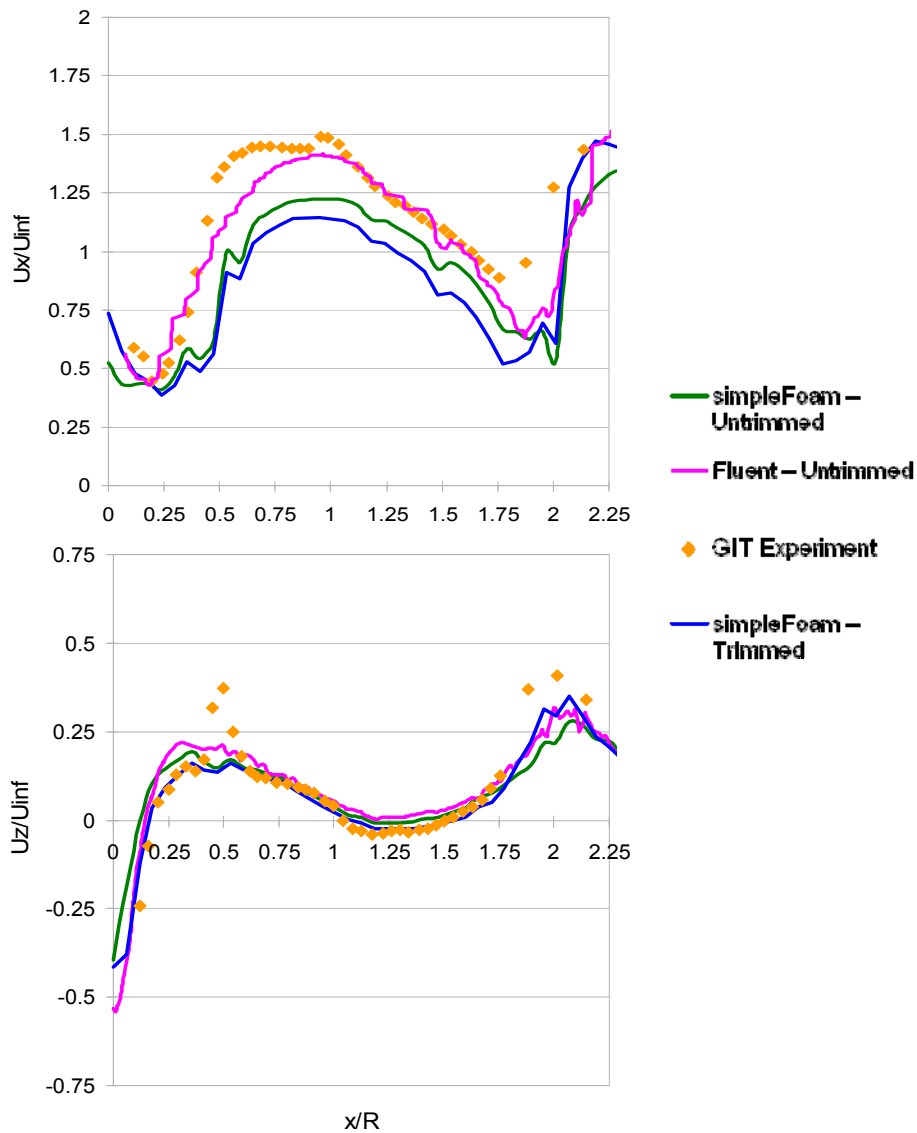 2
1.75
1.5
1.25
1
0.75
0.5
0.25
0
Ux/Uinf
0 0.25 0.5 0.75 1 1.25 1.5 1.75 2 2.25
simpleFoam –
Untrimmed
Fluent – Untrimmed
GIT Experiment
simpleFoam –
Trimmed
0.75
0.5
0.25
0
-0.25
-0.5
-0.75
Uz/Uinf
0 0.25 0.5 0.75 1 1.25 1.5 1.75 2 2.25
x/R